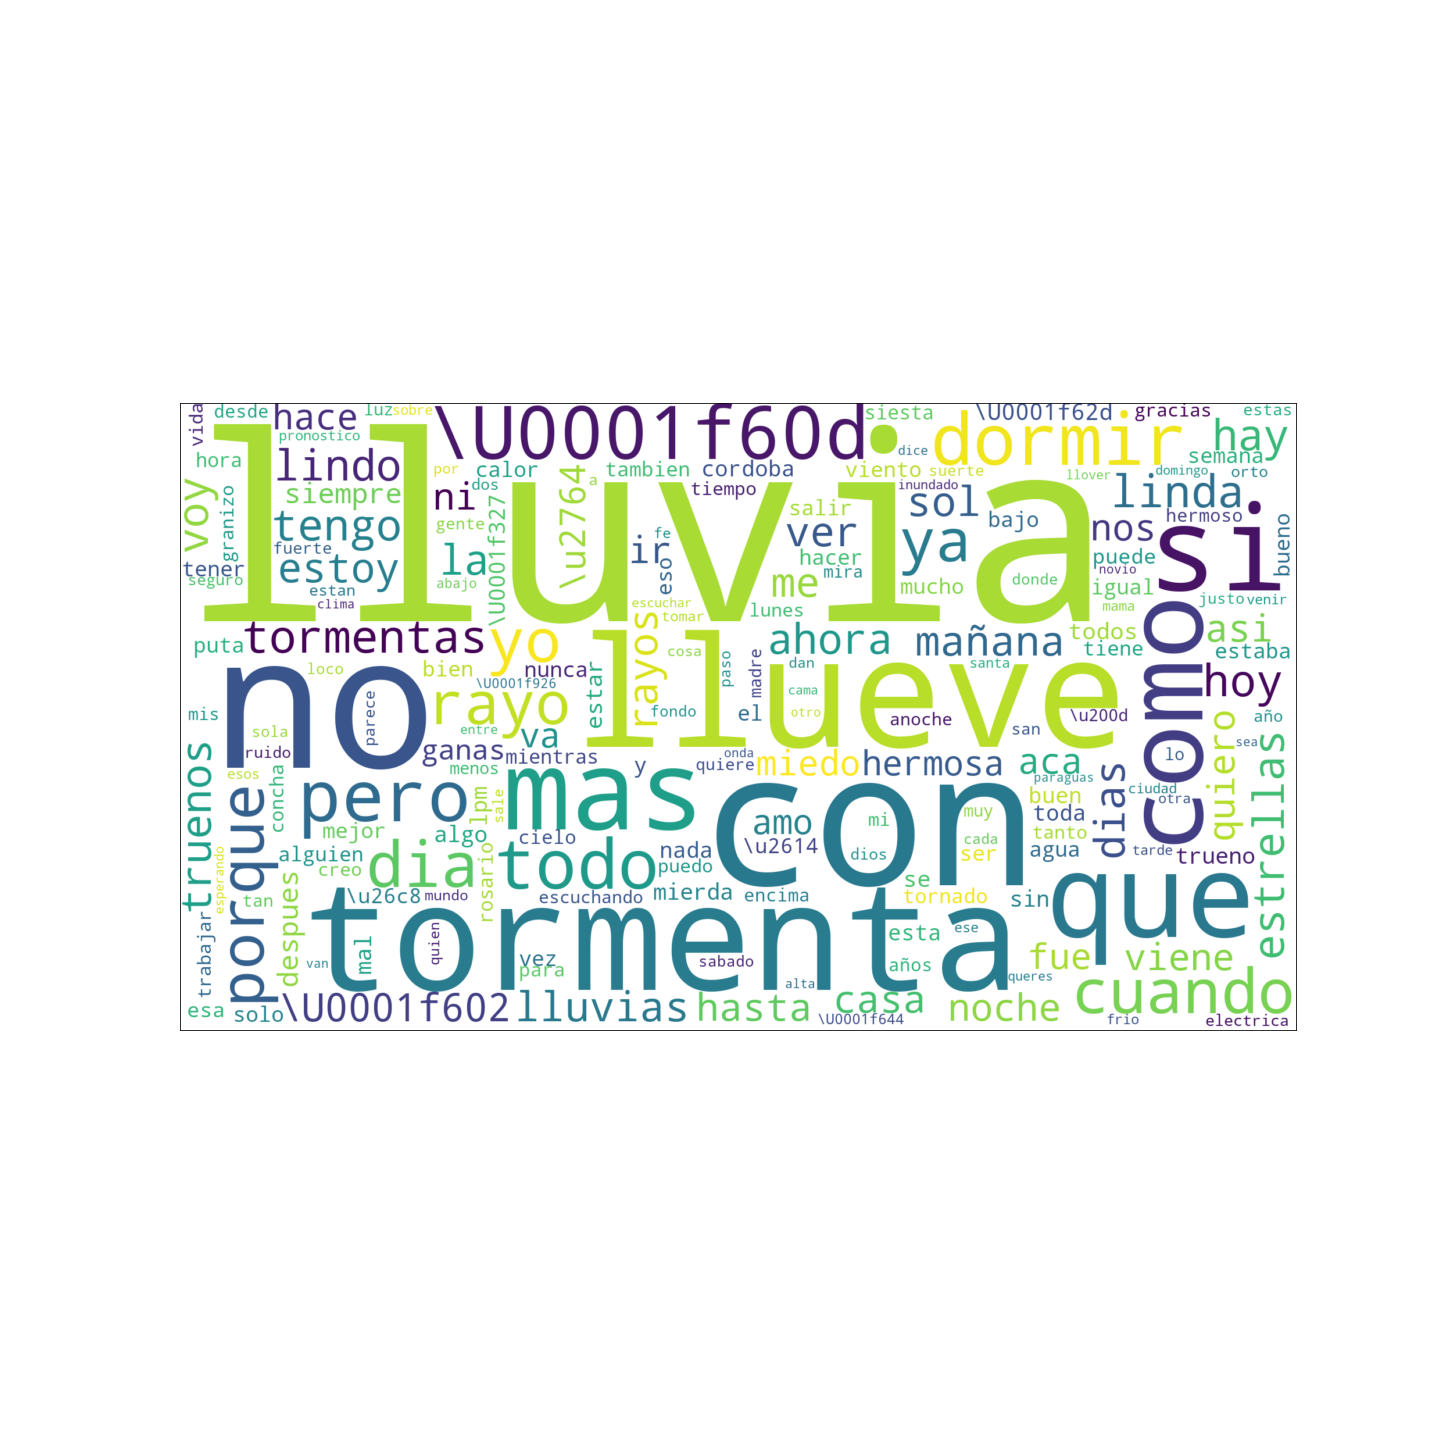 vida
desde
hace
luz
sobre
\U0001f60d
siesta
\U0001f62d
gracias
estas
pronostico
dormir
hay
hora
lindo
por
calor
tambien
cordoba
dice
viento
suerte
llover
domingo
semana
orto
voy
granizo
siempre
ni
dos
\u2764
a
tiempo
inundado
sol
linda
lluvia
tengo
gente
\U0001f327
salir
bajo
nos
hermoso
si
bueno
fuerte
la
ir
fe
eso
ver
ya
tener
seguro
estoy
abajo
hacer
mira
me
mucho
donde
puede
novio
igual
estan
clima
escuchar
tomar
lunes
mama
justo
venir
puta
tormentas
yo
rayos
ahora
mañana
todos
tiene
como
asi
estaba
loco
bien
nunca
\U0001f926
estar
cosa
paso
madre
dan
santa
llueve
hoy
no
parece
rayo
cama
mis
entre
fondo
el
otro
anoche
san
\u200d
año
sola
ruido
va
ganas
mientras
onda
quiere
y
miedo
hermosa
aca
lo
sea
truenos
esos
concha
menos
mas
paraguas
ciudad
otra
dias
quiero
estrellas
porque
pero
lpm
sale
con
buen
mejor
algo
cielo
amo
mi
muy
toda
tanto
alguien
creo
dia
rosario
todo
nada
puedo
\u2614
dios
cada
ser
agua
tarde
trueno
esperando
tan
despues
\u26c8
mundo
escuchando
mierda
encima
se
tornado
sin
que
trabajar
mal
quien
tormenta
esta
ese
van
vez
para
sabado
alta
años
queres
fue
viene
esa
solo
\U0001f602
lluvias
hasta
casa
\U0001f644
noche
cuando
frio
electrica